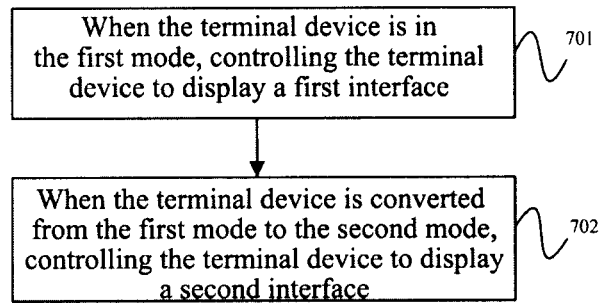 When the terminal device is in
the first mode, controlling the terminal
device to display a first interface
701
When the terminal device is converted
from the first mode to the second mode,
controlling the terminal device to display
a second interface
702